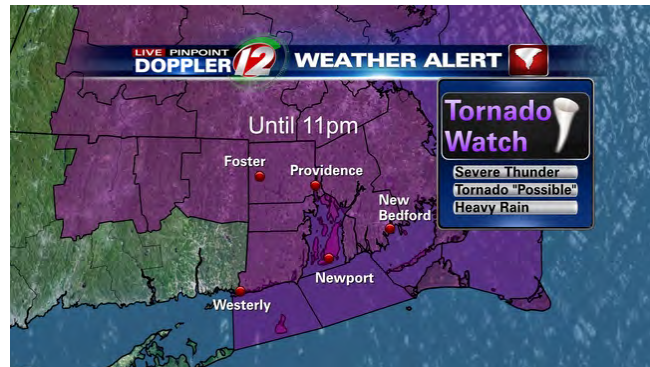 LIVE PINPOINT
DOPPLER 12 WEATHER ALERT
Tornado
Watch
Severe Thunder
Tornado "Possible"
Heavy Rain
Until 11pm
Foster
Providence
New
Bedford
Newport
Westerly